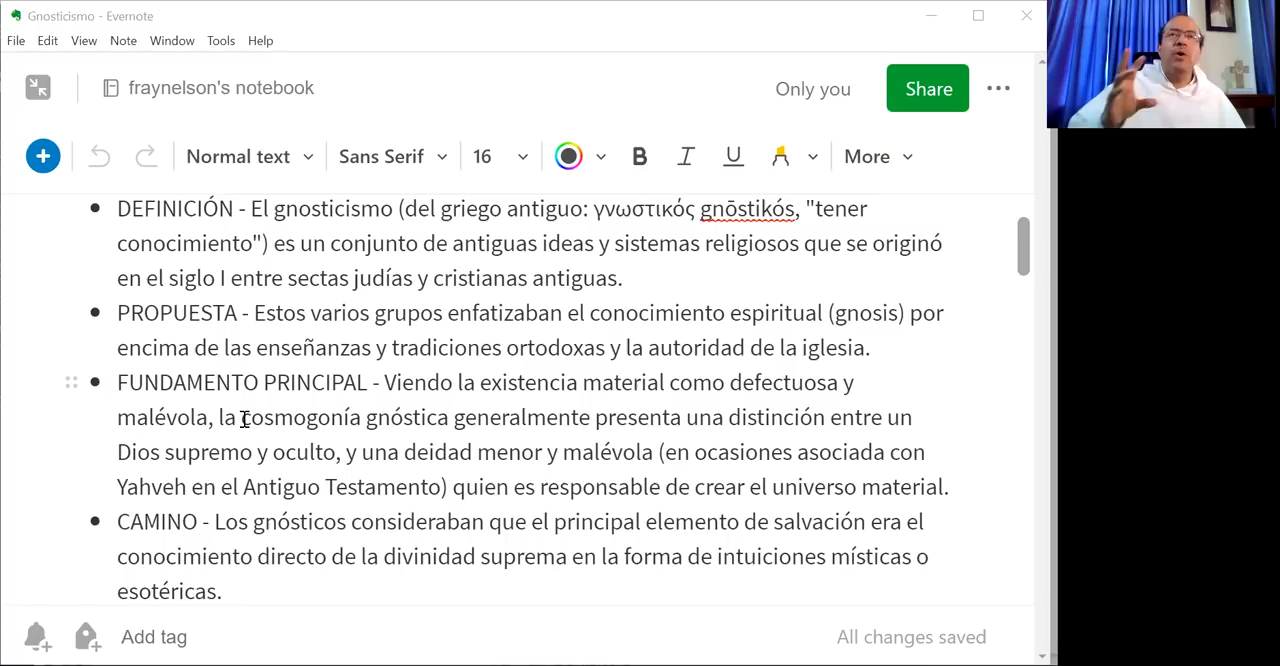 Gnosticismo - Evernote
File Edit View Note Window Tools Help
fraynelson's notebook
Only you
Share
Normal text
Sans Serif
16
B I U
More
DEFINICIÓN - El gnosticismo (del griego antiguo: γνωστικός gnōstikós, "tener
conocimiento") es un conjunto de antiguas ideas y sistemas religiosos que se originó
en el siglo I entre sectas judías y cristianas antiguas.
PROPUESTA - Estos varios grupos enfatizaban el conocimiento espiritual (gnosis) por
encima de las enseñanzas y tradiciones ortodoxas y la autoridad de la iglesia.
FUNDAMENTO PRINCIPAL - Viendo la existencia material como defectuosa y
malévola, la cosmogonía gnóstica generalmente presenta una distinción entre un
Dios supremo y oculto, y una deidad menor y malévola (en ocasiones asociada con
Yahveh en el Antiguo Testamento) quien es responsable de crear el universo material.
CAMINO - Los gnósticos consideraban que el principal elemento de salvación era el
conocimiento directo de la divinidad suprema en la forma de intuiciones místicas o
esotéricas.
Add tag
All changes saved